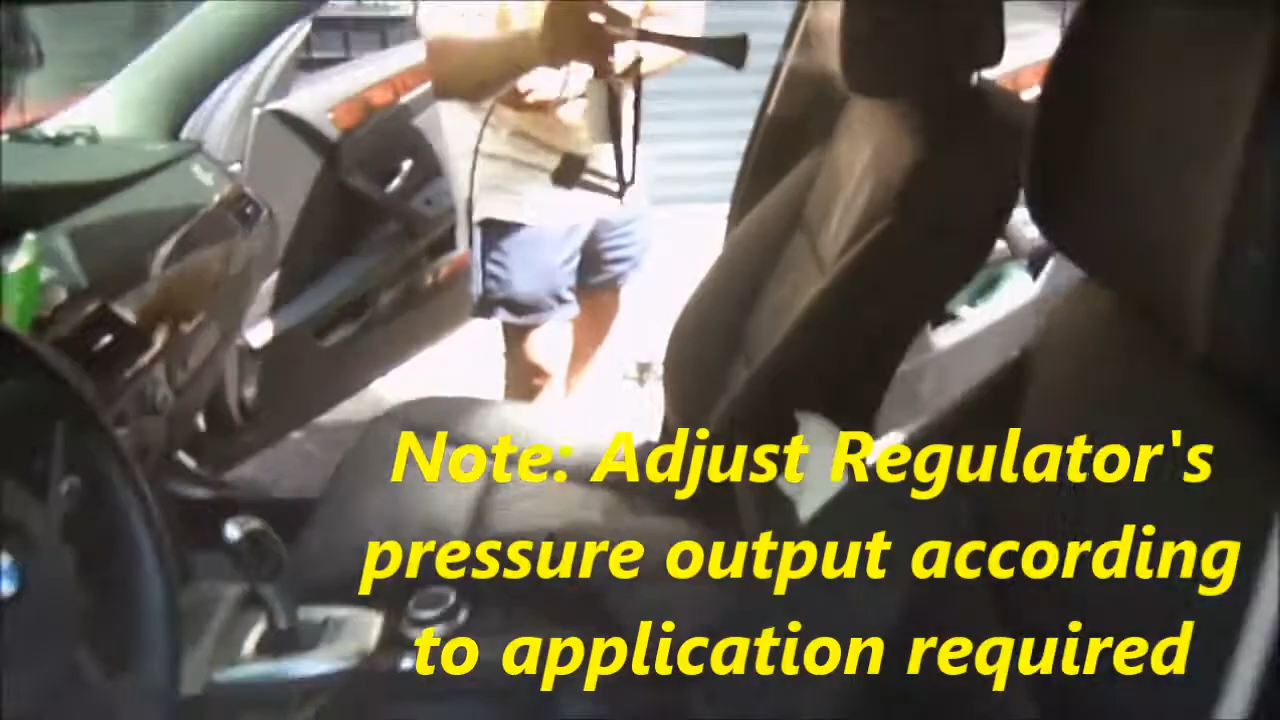 Note: Adjust Regulator's
pressure output according
to application required